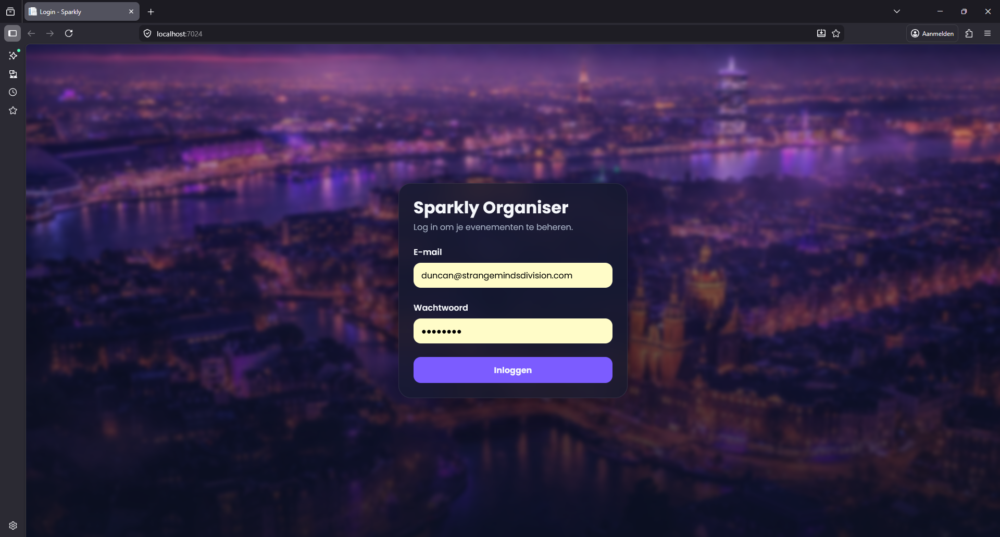 Login - Sparkly
localhost:7024
Aanmelden
Sparkly Organiser
Log in om je evenementen te beheren.
E-mail
duncan@strangemindsdivision.com
Wachtwoord
••••••••
Inloggen